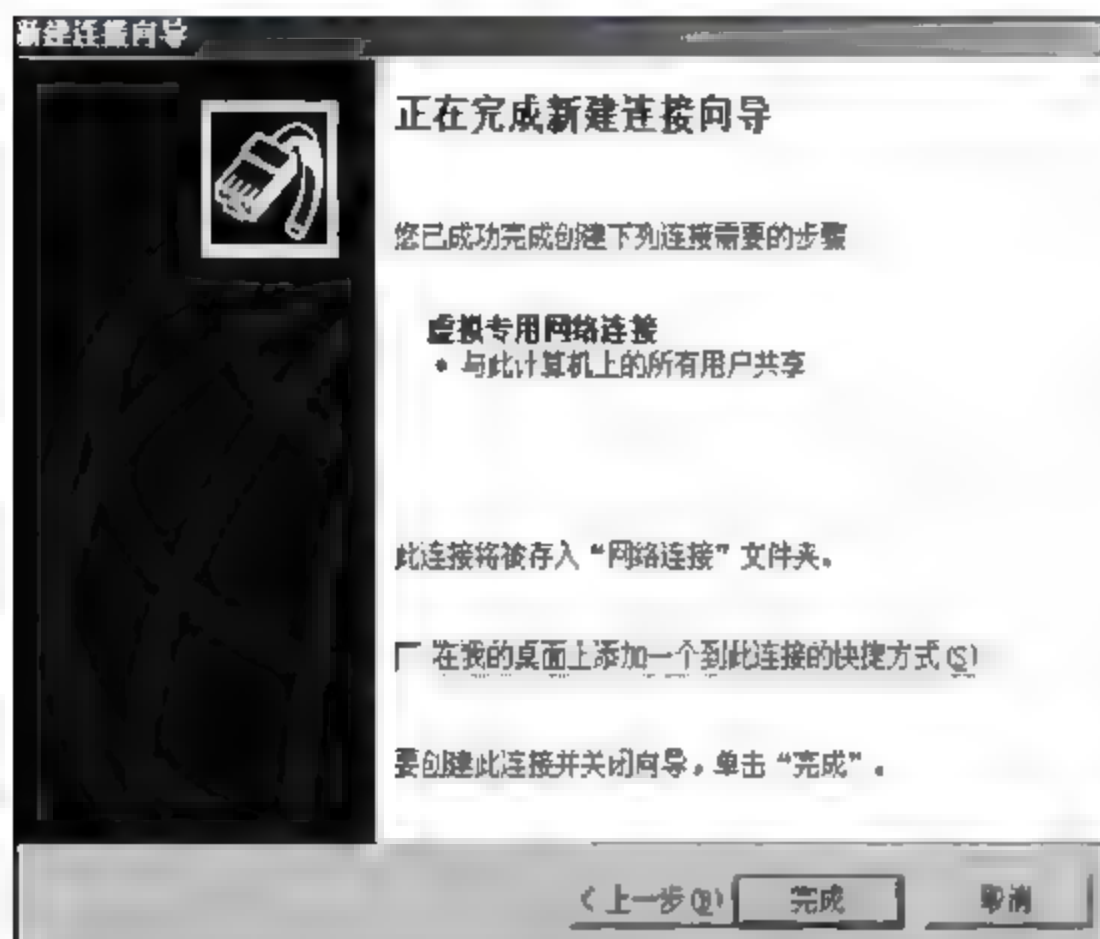 新建连接向导
正在完成新建连接向导
您已成功完成创建下列连接需要的步骤
虚拟专用网络连接
• 与此计算机上的所有用户共享
此连接将被存入“网络连接”文件夹。
在我的桌面上添加一个到此连接的快捷方式(S)
要创建此连接并关闭向导，单击“完成”。
<上一步(B) 完成 取消